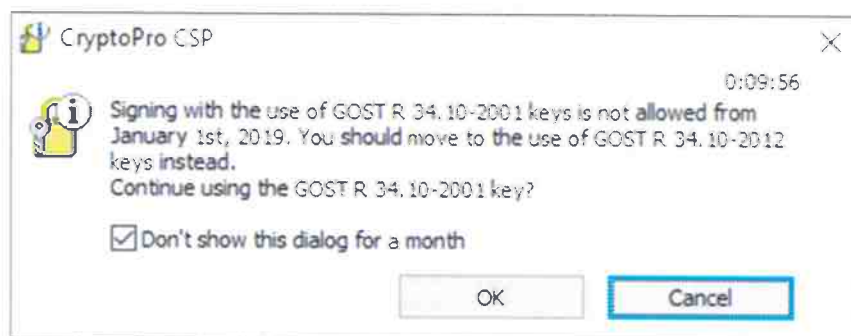 CryptoPro CSP
0:09:56
Signing with the use of GOST R 34.10-2001 keys is not allowed from
January 1st, 2019. You should move to the use of GOST R 34.10-2012
keys instead.
Continue using the GOST R 34.10-2001 key?
Don't show this dialog for a month
OK
Cancel